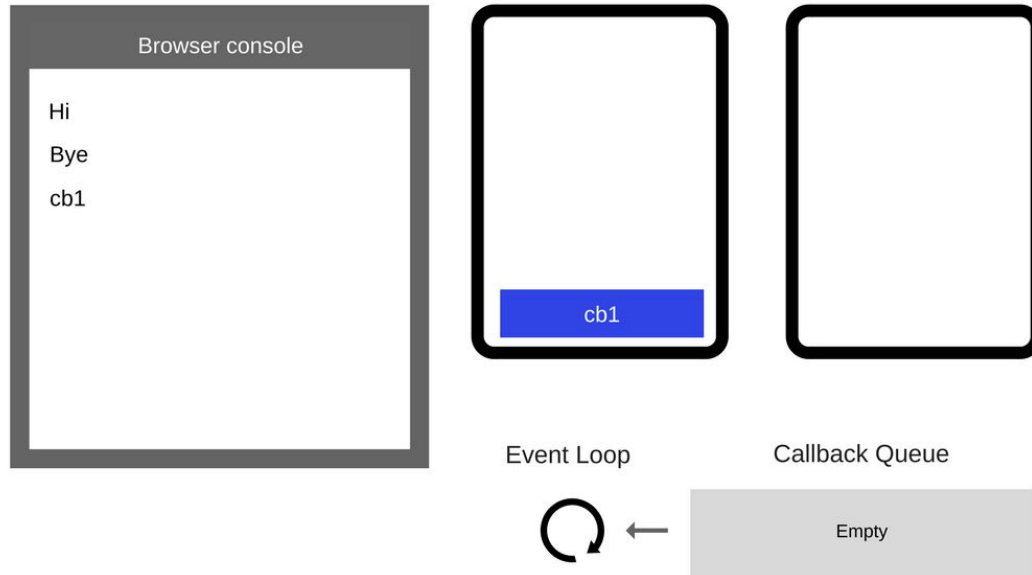 Browser console
Hi
Bye
cb1
cb1
Event Loop
Callback Queue
Empty